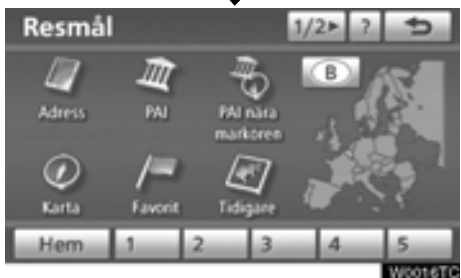 Resmål 1/2 ?
B
Adress PAI PAI nära
markören
Karta Favorit Tidigare
Hem 1 2 3 4 5
W0016TC